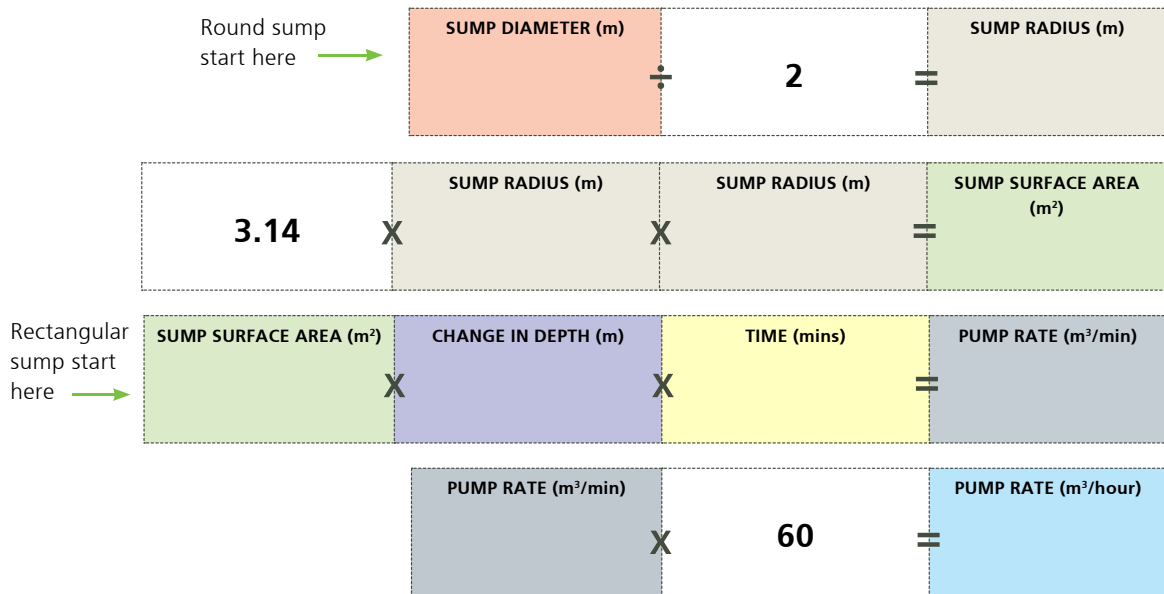 Round sump
start here
SUMP DIAMETER (m)
÷
2
=
SUMP RADIUS (m)
3.14
X
SUMP RADIUS (m)
X
SUMP RADIUS (m)
=
SUMP SURFACE AREA
(m²)
Rectangular
sump start
here
SUMP SURFACE AREA (m²)
X
CHANGE IN DEPTH (m)
X
TIME (mins)
=
PUMP RATE (m³/min)
PUMP RATE (m³/min)
X
60
=
PUMP RATE (m³/hour)